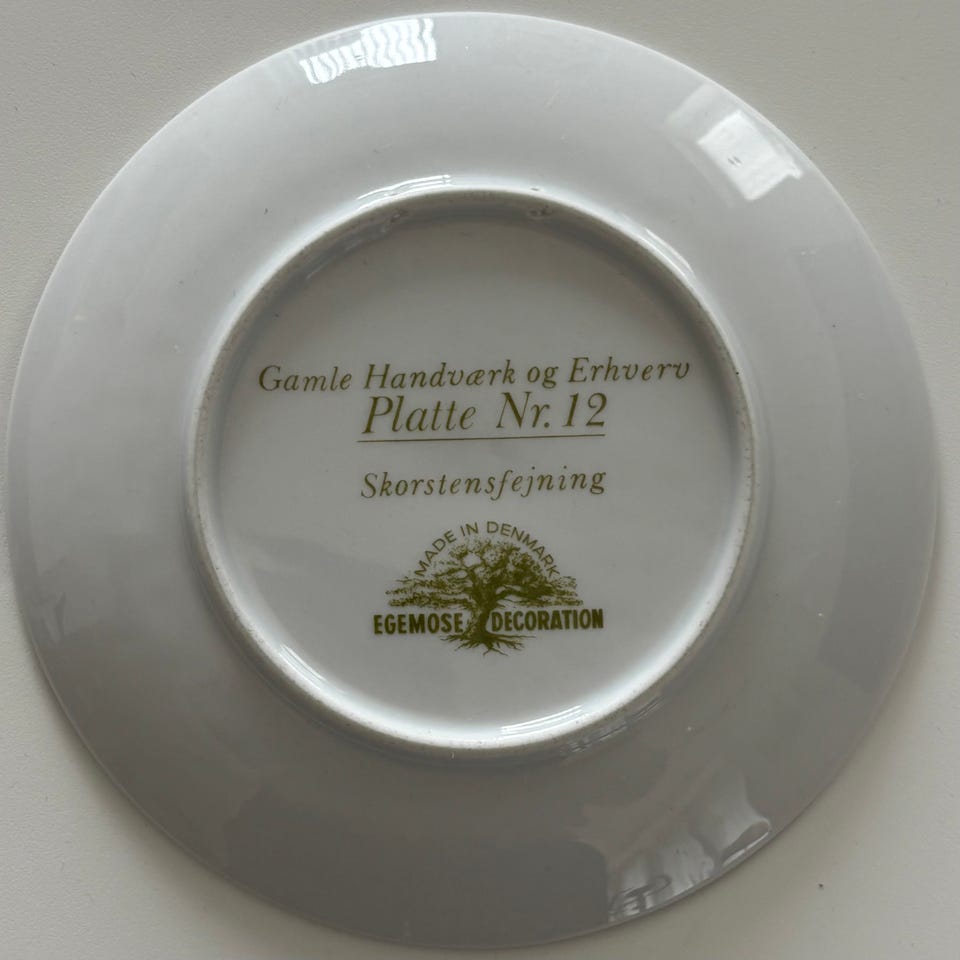 Gamle Handværk og Erhverv
Platte Nr. 12
Skorstensfejning
MADE IN DENMARK
EGEMOSE DECORATION